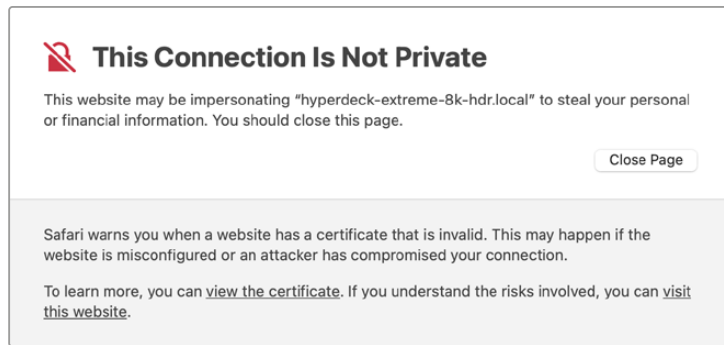 This Connection Is Not Private
This website may be impersonating “hyperdeck-extreme-8k-hdr.local” to steal your personal
or financial information. You should close this page.
Close Page
Safari warns you when a website has a certificate that is invalid. This may happen if the
website is misconfigured or an attacker has compromised your connection.
To learn more, you can view the certificate. If you understand the risks involved, you can visit
this website.